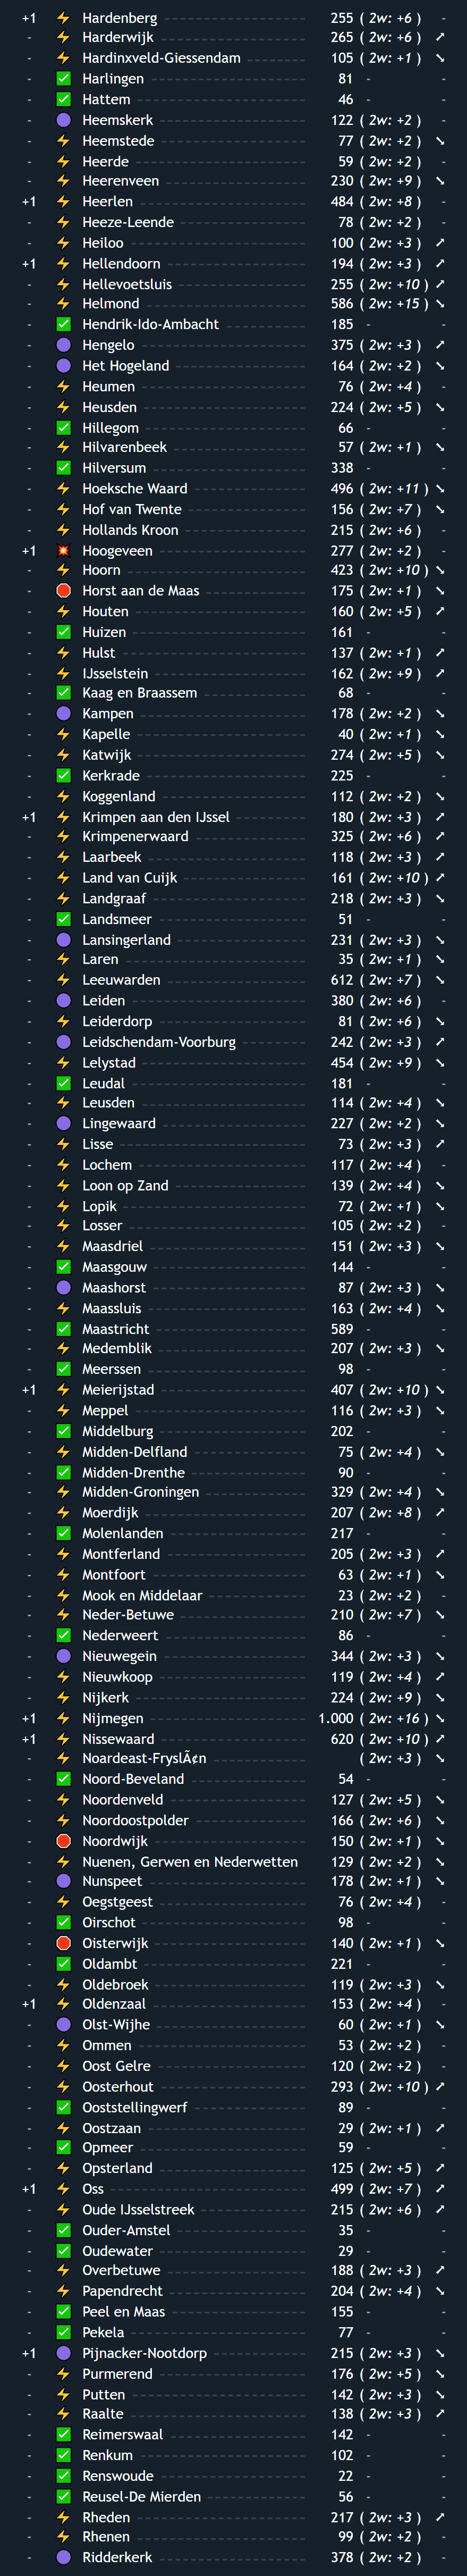 +1 ⚡ Hardenberg 255 ( 2w: +6 ) -
- ⚡ Harderwijk 265 ( 2w: +6 ) ↗
- ⚡ Hardinxveld-Giessendam 105 ( 2w: +1 ) ↘
- ✅ Harlingen 81 - -
- ✅ Hattem 46 - -
- 🟣 Heemskerk 122 ( 2w: +2 ) -
- ⚡ Heemstede 77 ( 2w: +2 ) ↘
- ⚡ Heerde 59 ( 2w: +2 ) -
- ⚡ Heerenveen 230 ( 2w: +9 ) ↘
+1 ⚡ Heerlen 484 ( 2w: +8 ) -
- ⚡ Heeze-Leende 78 ( 2w: +2 ) -
- ⚡ Heiloo 100 ( 2w: +3 ) ↗
+1 ⚡ Hellendoorn 194 ( 2w: +3 ) ↗
- ⚡ Hellevoetsluis 255 ( 2w: +10 ) ↗
- ⚡ Helmond 586 ( 2w: +15 ) ↘
- ✅ Hendrik-Ido-Ambacht 185 - -
- 🟣 Hengelo 375 ( 2w: +3 ) ↗
- 🟣 Het Hogeland 164 ( 2w: +2 ) ↘
- ⚡ Heumen 76 ( 2w: +4 ) -
- ⚡ Heusden 224 ( 2w: +5 ) ↘
- ✅ Hillegom 66 - -
- ⚡ Hilvarenbeek 57 ( 2w: +1 ) ↘
- ✅ Hilversum 338 - -
- ⚡ Hoeksche Waard 496 ( 2w: +11 ) ↘
- ⚡ Hof van Twente 156 ( 2w: +7 ) ↘
- ⚡ Hollands Kroon 215 ( 2w: +6 ) -
+1 💥 Hoogeveen 277 ( 2w: +2 ) -
- ⚡ Hoorn 423 ( 2w: +10 ) ↘
- 🛑 Horst aan de Maas 175 ( 2w: +1 ) ↘
- ⚡ Houten 160 ( 2w: +5 ) ↗
- ✅ Huizen 161 - -
- ⚡ Hulst 137 ( 2w: +1 ) ↗
- ⚡ IJsselstein 162 ( 2w: +9 ) ↗
- ✅ Kaag en Braassem 68 - -
- 🟣 Kampen 178 ( 2w: +2 ) ↘
- ⚡ Kapelle 40 ( 2w: +1 ) ↘
- ⚡ Katwijk 274 ( 2w: +5 ) ↘
- ✅ Kerkrade 225 - -
- ⚡ Koggenland 112 ( 2w: +2 ) ↘
+1 ⚡ Krimpen aan den IJssel 180 ( 2w: +3 ) ↗
- ⚡ Krimpenerwaard 325 ( 2w: +6 ) ↗
- ⚡ Laarbeek 118 ( 2w: +3 ) ↗
- ⚡ Land van Cuijk 161 ( 2w: +10 ) ↗
- ⚡ Landgraaf 218 ( 2w: +3 ) ↘
- ✅ Landsmeer 51 - -
- 🟣 Lansingerland 231 ( 2w: +3 ) ↘
- ⚡ Laren 35 ( 2w: +1 ) ↘
- ⚡ Leeuwarden 612 ( 2w: +7 ) ↘
- 🟣 Leiden 380 ( 2w: +6 ) -
- ⚡ Leiderdorp 81 ( 2w: +6 ) ↘
- 🟣 Leidschendam-Voorburg 242 ( 2w: +3 ) ↗
- ⚡ Lelystad 454 ( 2w: +9 ) ↘
- ✅ Leudal 181 - -
- ⚡ Leusden 114 ( 2w: +4 ) ↘
- 🟣 Lingewaard 227 ( 2w: +2 ) ↘
- ⚡ Lisse 73 ( 2w: +3 ) ↗
- ⚡ Lochem 117 ( 2w: +4 ) -
- ⚡ Loon op Zand 139 ( 2w: +4 ) ↘
- ⚡ Lopik 72 ( 2w: +1 ) ↘
- ⚡ Losser 105 ( 2w: +2 ) -
- ⚡ Maasdriel 151 ( 2w: +3 ) ↘
- ✅ Maasgouw 144 - -
- 🟣 Maashorst 87 ( 2w: +3 ) ↘
- ⚡ Maassluis 163 ( 2w: +4 ) ↘
- ✅ Maastricht 589 - -
- ⚡ Medemblik 207 ( 2w: +3 ) ↘
- ✅ Meerssen 98 - -
+1 ⚡ Meierijstad 407 ( 2w: +10 ) ↘
- ⚡ Meppel 116 ( 2w: +3 ) ↘
- ✅ Middelburg 202 - -
- ⚡ Midden-Delfland 75 ( 2w: +4 ) ↘
- ✅ Midden-Drenthe 90 - -
- ⚡ Midden-Groningen 329 ( 2w: +4 ) ↘
- ⚡ Moerdijk 207 ( 2w: +8 ) ↗
- ✅ Molenlanden 217 - -
- ⚡ Montferland 205 ( 2w: +3 ) ↗
- ⚡ Montfoort 63 ( 2w: +1 ) ↘
- ⚡ Mook en Middelaar 23 ( 2w: +2 ) -
- ⚡ Neder-Betuwe 210 ( 2w: +7 ) ↘
- ✅ Nederweert 86 - -
- 🟣 Nieuwegein 344 ( 2w: +3 ) ↘
- ⚡ Nieuwkoop 119 ( 2w: +4 ) ↗
- ⚡ Nijkerk 224 ( 2w: +9 ) ↘
+1 ⚡ Nijmegen 1.000 ( 2w: +16 ) ↘
+1 ⚡ Nissewaard 620 ( 2w: +10 ) ↗
- ⚡ Noardeast-FryslÃ¢n ( 2w: +3 ) ↘
- ✅ Noord-Beveland 54 - -
- ⚡ Noordenveld 127 ( 2w: +5 ) ↘
- ⚡ Noordoostpolder 166 ( 2w: +6 ) ↘
- 🛑 Noordwijk 150 ( 2w: +1 ) ↘
- ⚡ Nuenen, Gerwen en Nederwetten 129 ( 2w: +2 ) ↘
- 🟣 Nunspeet 178 ( 2w: +1 ) ↘
- ⚡ Oegstgeest 76 ( 2w: +4 ) -
- ✅ Oirschot 98 - -
- 🛑 Oisterwijk 140 ( 2w: +1 ) ↘
- ✅ Oldambt 221 - -
- ⚡ Oldebroek 119 ( 2w: +3 ) ↘
+1 ⚡ Oldenzaal 153 ( 2w: +4 ) -
- 🟣 Olst-Wijhe 60 ( 2w: +1 ) ↘
- ⚡ Ommen 53 ( 2w: +2 ) -
- ⚡ Oost Gelre 120 ( 2w: +2 ) -
- ⚡ Oosterhout 293 ( 2w: +10 ) ↗
- ✅ Ooststellingwerf 89 - -
- ⚡ Oostzaan 29 ( 2w: +1 ) ↗
- ✅ Opmeer 59 - -
- ⚡ Opsterland 125 ( 2w: +5 ) ↗
+1 ⚡ Oss 499 ( 2w: +7 ) ↗
- ⚡ Oude IJsselstreek 215 ( 2w: +6 ) ↗
- ✅ Ouder-Amstel 35 - -
- ✅ Oudewater 29 - -
- ⚡ Overbetuwe 188 ( 2w: +3 ) ↗
- ⚡ Papendrecht 204 ( 2w: +4 ) ↘
- ✅ Peel en Maas 155 - -
- ✅ Pekela 77 - -
+1 🟣 Pijnacker-Nootdorp 215 ( 2w: +3 ) ↘
- ⚡ Purmerend 176 ( 2w: +5 ) ↘
- ⚡ Putten 142 ( 2w: +3 ) ↘
- ⚡ Raalte 138 ( 2w: +3 ) ↗
- ✅ Reimerswaal 142 - -
- ✅ Renkum 102 - -
- ✅ Renswoude 22 - -
- ✅ Reusel-De Mierden 56 - -
- ⚡ Rheden 217 ( 2w: +3 ) ↗
- ⚡ Rhenen 99 ( 2w: +2 ) -
- 🟣 Ridderkerk 378 ( 2w: +2 ) -